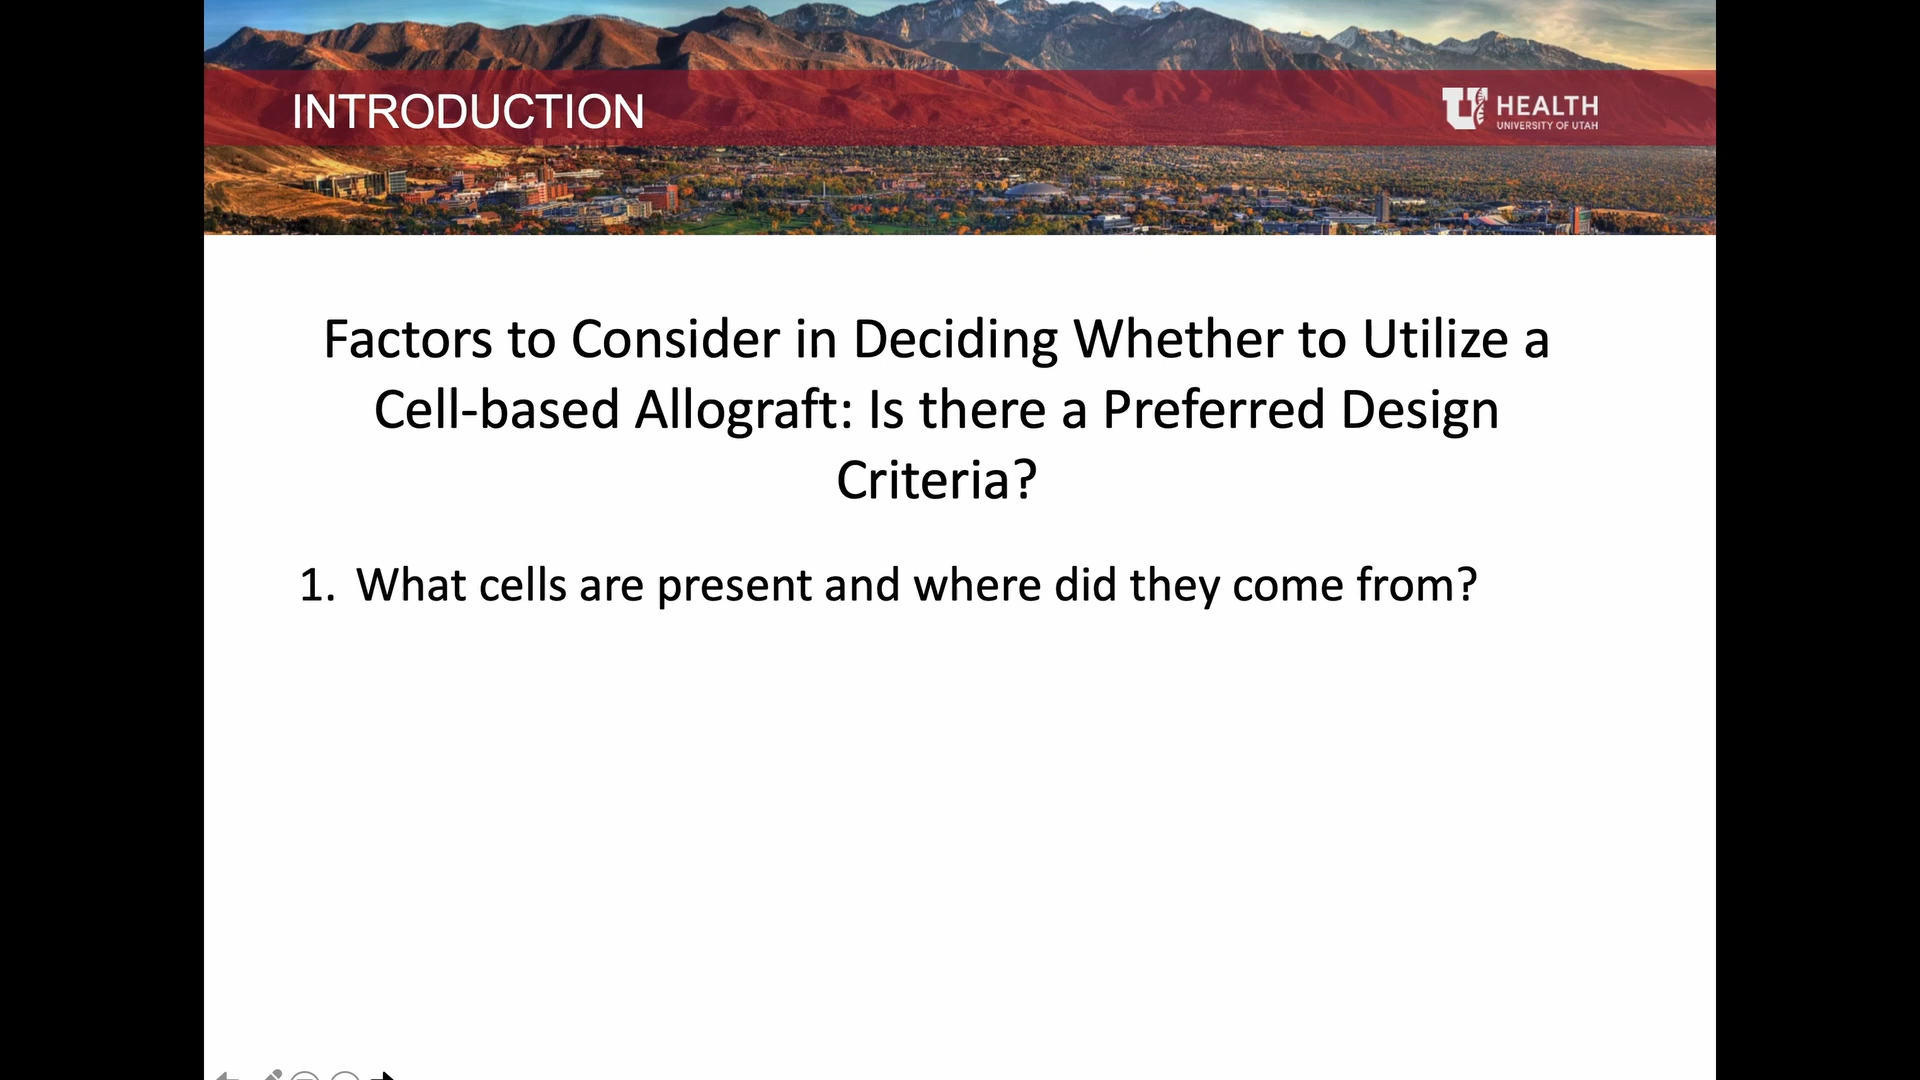 INTRODUCTION
U HEALTH
UNIVERSITY OF UTAH
Factors to Consider in Deciding Whether to Utilize a
Cell-based Allograft: Is there a Preferred Design
Criteria?
1. What cells are present and where did they come from?